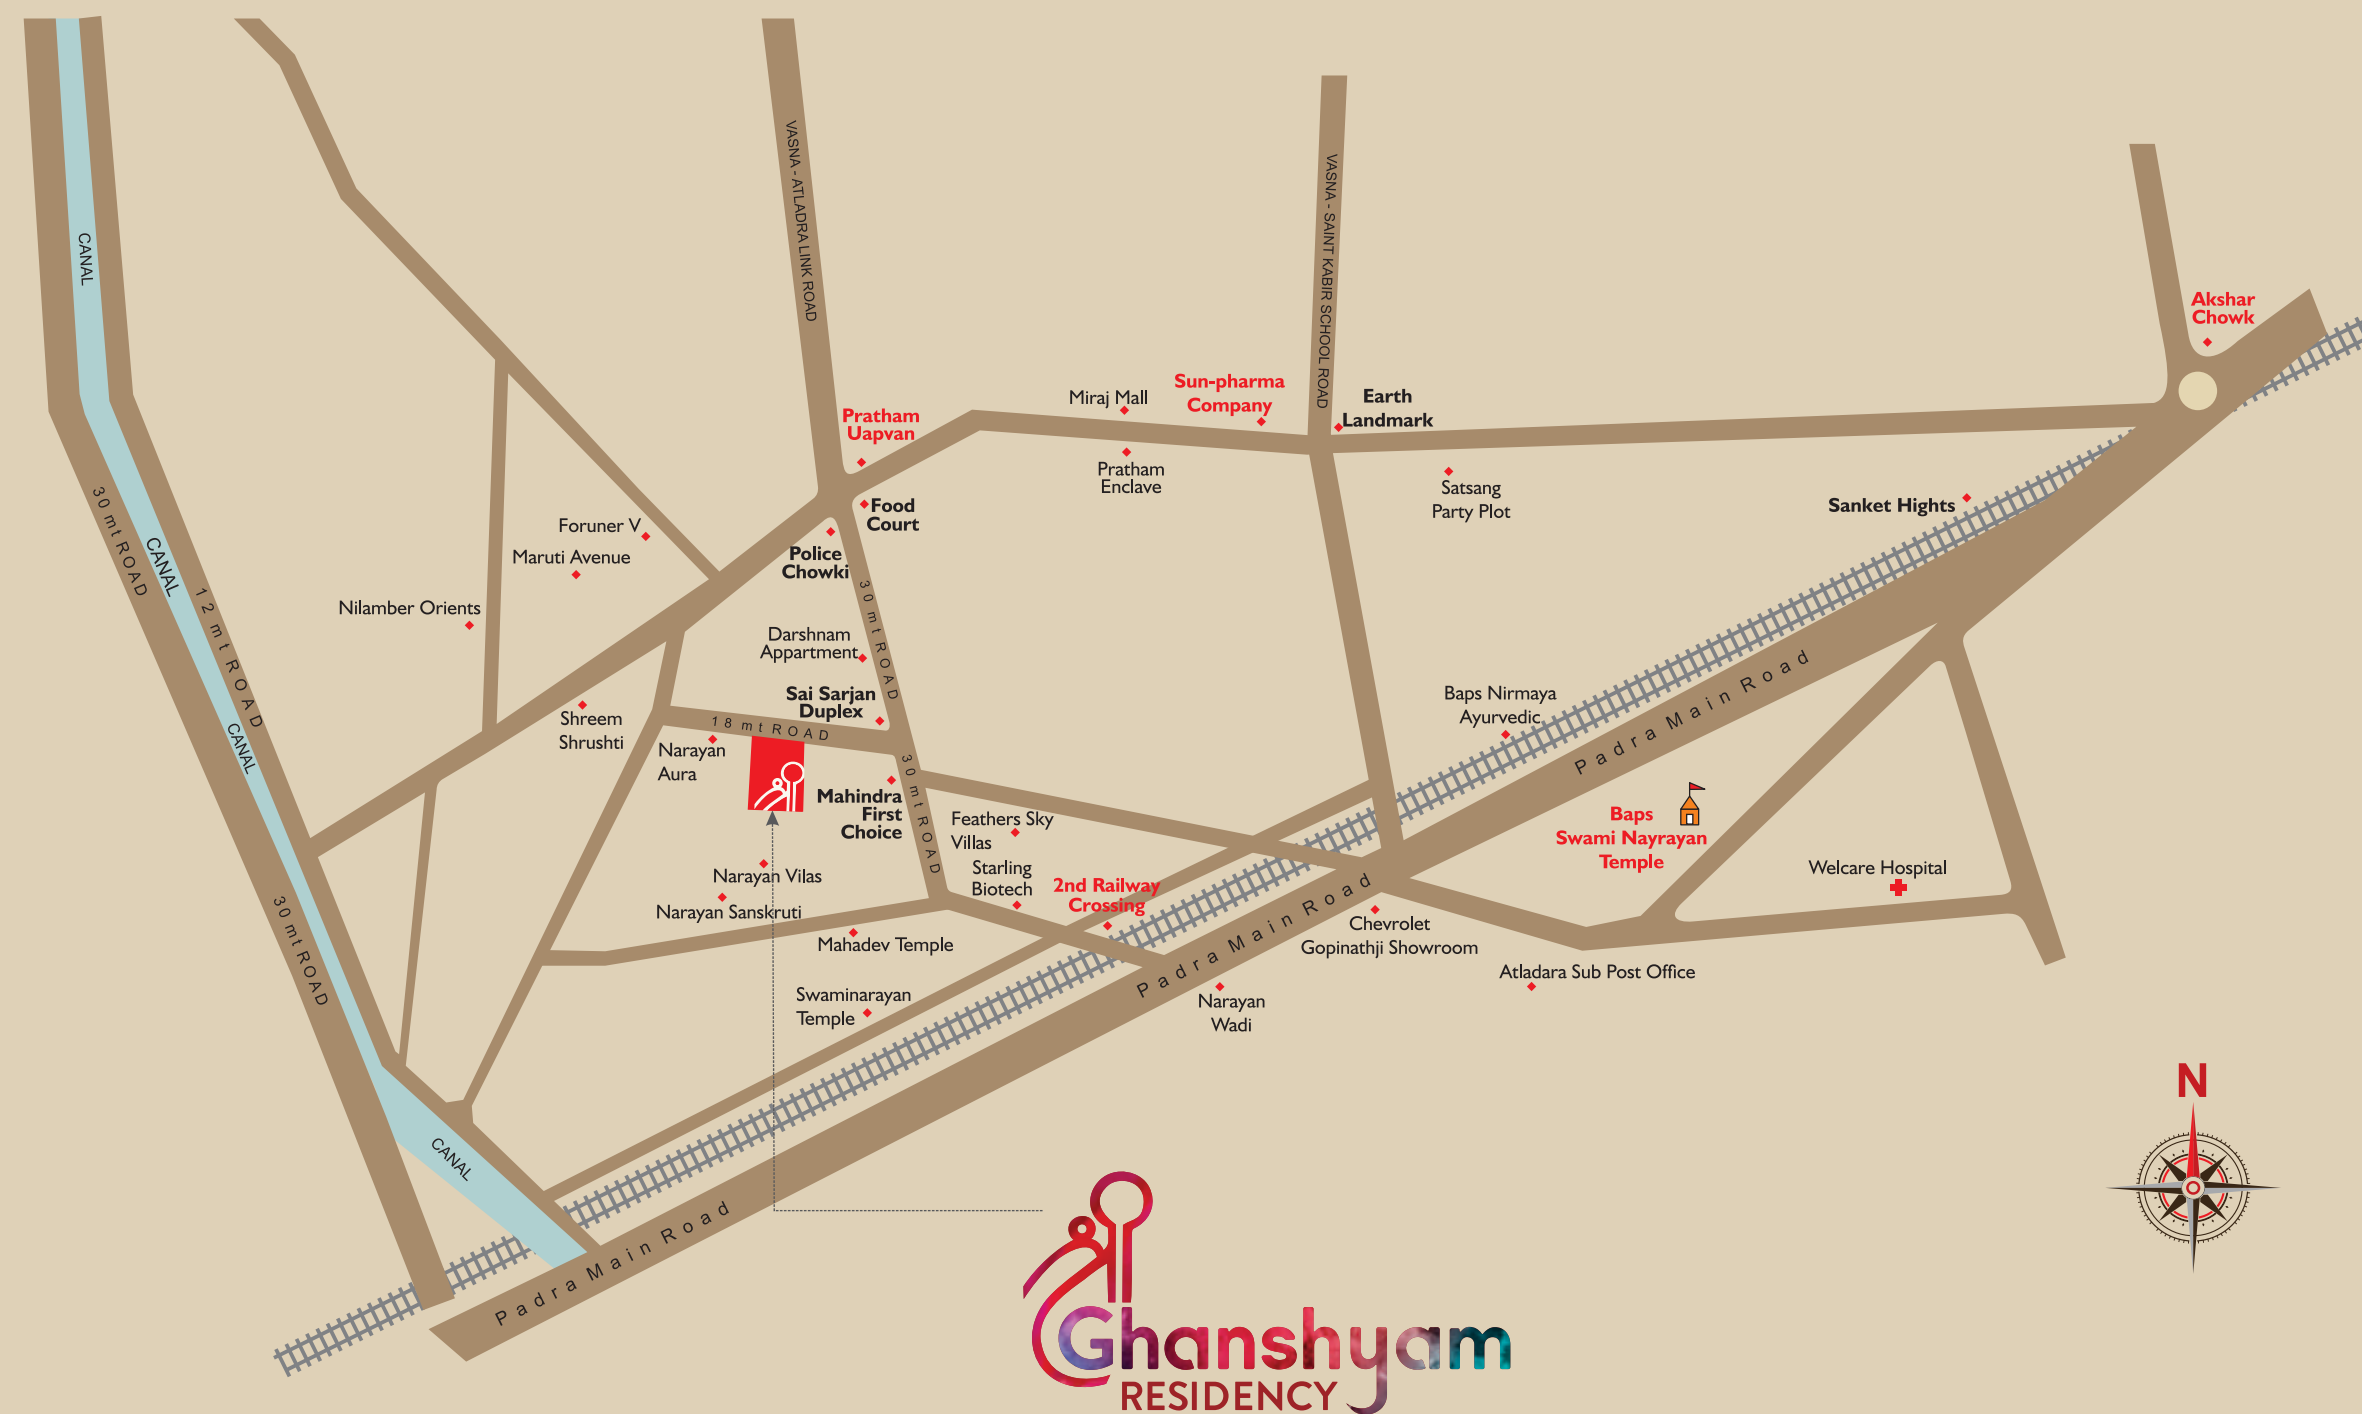 CANAL
30 mt ROAD
CANAL
12 mt ROAD
CANAL
30 mt ROAD
CANAL
VASNA - ATLADRA LINK ROAD
VASNA - SAINT KABIR SCHOOL ROAD
Akshar
Chowk
Miraj Mall
Sun-pharma
Company
Earth
Landmark
Pratham
Uapvan
Pratham
Enclave
Satsang
Party Plot
Sanket Hights
Food
Court
Foruner V
Maruti Avenue
Police
Chowki
Nilamber Orients
30 mt ROAD
Darshnam
Appartment
Sai Sarjan
Duplex
Shreem
Shrushti
18 mt ROAD
Narayan
Aura
30 mt ROAD
Mahindra
First
Choice
Feathers Sky
Villas
Starling
Biotech
2nd Railway
Crossing
Baps Nirmaya
Ayurvedic
Padra Main Road
Baps
Swami Nayrayan
Temple
Welcare Hospital
Narayan Vilas
Narayan Sanskruti
Mahadev Temple
Swaminarayan
Temple
Padra Main Road
Chevrolet
Gopinathji Showroom
Atladara Sub Post Office
Narayan
Wadi
Padra Main Road
N
Ghanshyam
RESIDENCY